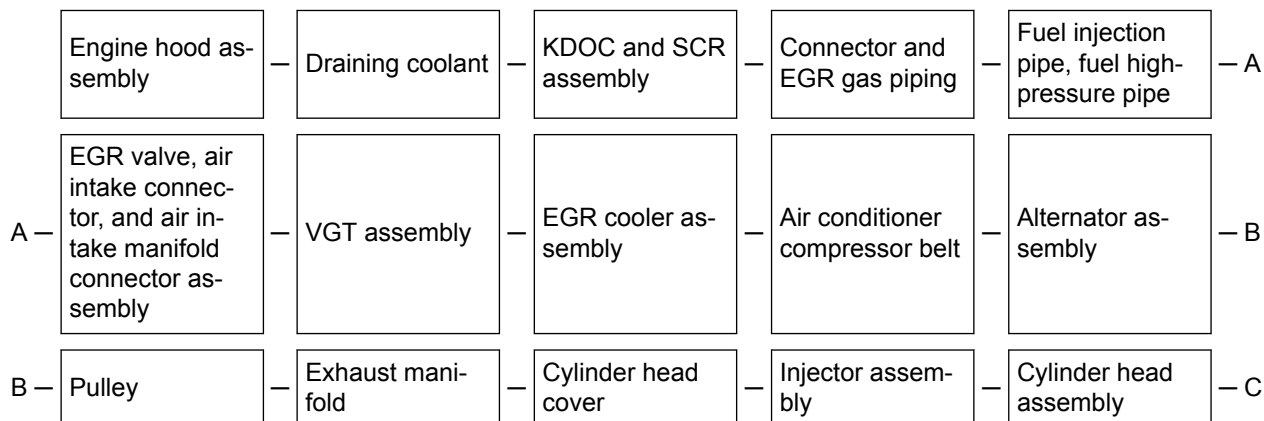 Engine hood as-
sembly
Draining coolant
KDOC and SCR
assembly
Connector and
EGR gas piping
Fuel injection
pipe, fuel high-
pressure pipe
A
A
EGR valve, air
intake connec-
tor, and air in-
take manifold
connector as-
sembly
VGT assembly
EGR cooler as-
sembly
Air conditioner
compressor belt
Alternator as-
sembly
B
B
Pulley
Exhaust mani-
fold
Cylinder head
cover
Injector assem-
bly
Cylinder head
assembly
C